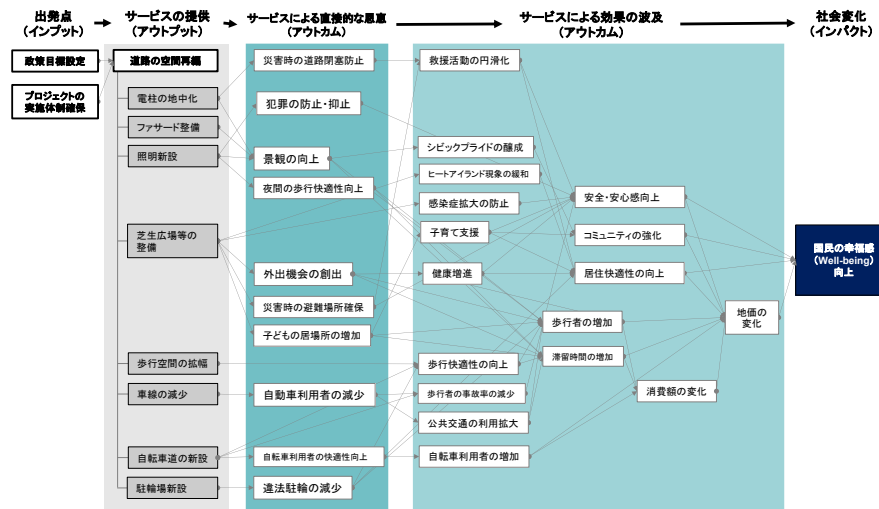 出発点
（インプット）
サービスの提供
（アウトプット）
サービスによる直接的な恩恵
（アウトカム）
サービスによる効果の波及
（アウトカム）
社会変化
（インパクト）
政策目標設定
プロジェクトの
実施体制確保
道路の空間再編
電柱の地中化
ファサード整備
照明新設
芝生広場等の
整備
歩行空間の拡幅
車線の減少
自転車道の新設
駐輪場新設
災害時の道路閉塞防止
犯罪の防止・抑止
景観の向上
夜間の歩行快適性向上
外出機会の創出
災害時の避難場所確保
子どもの居場所の増加
自動車利用者の減少
自転車利用者の快適性向上
違法駐輪の減少
救援活動の円滑化
シビックプライドの醸成
ヒートアイランド現象の緩和
感染症拡大の防止
子育て支援
健康増進
歩行快適性の向上
歩行者の事故率の減少
公共交通の利用拡大
自転車利用者の増加
安全・安心感向上
コミュニティの強化
居住快適性の向上
歩行者の増加
滞留時間の増加
消費額の変化
地価の
変化
国民の幸福感
（Well-being）
向上